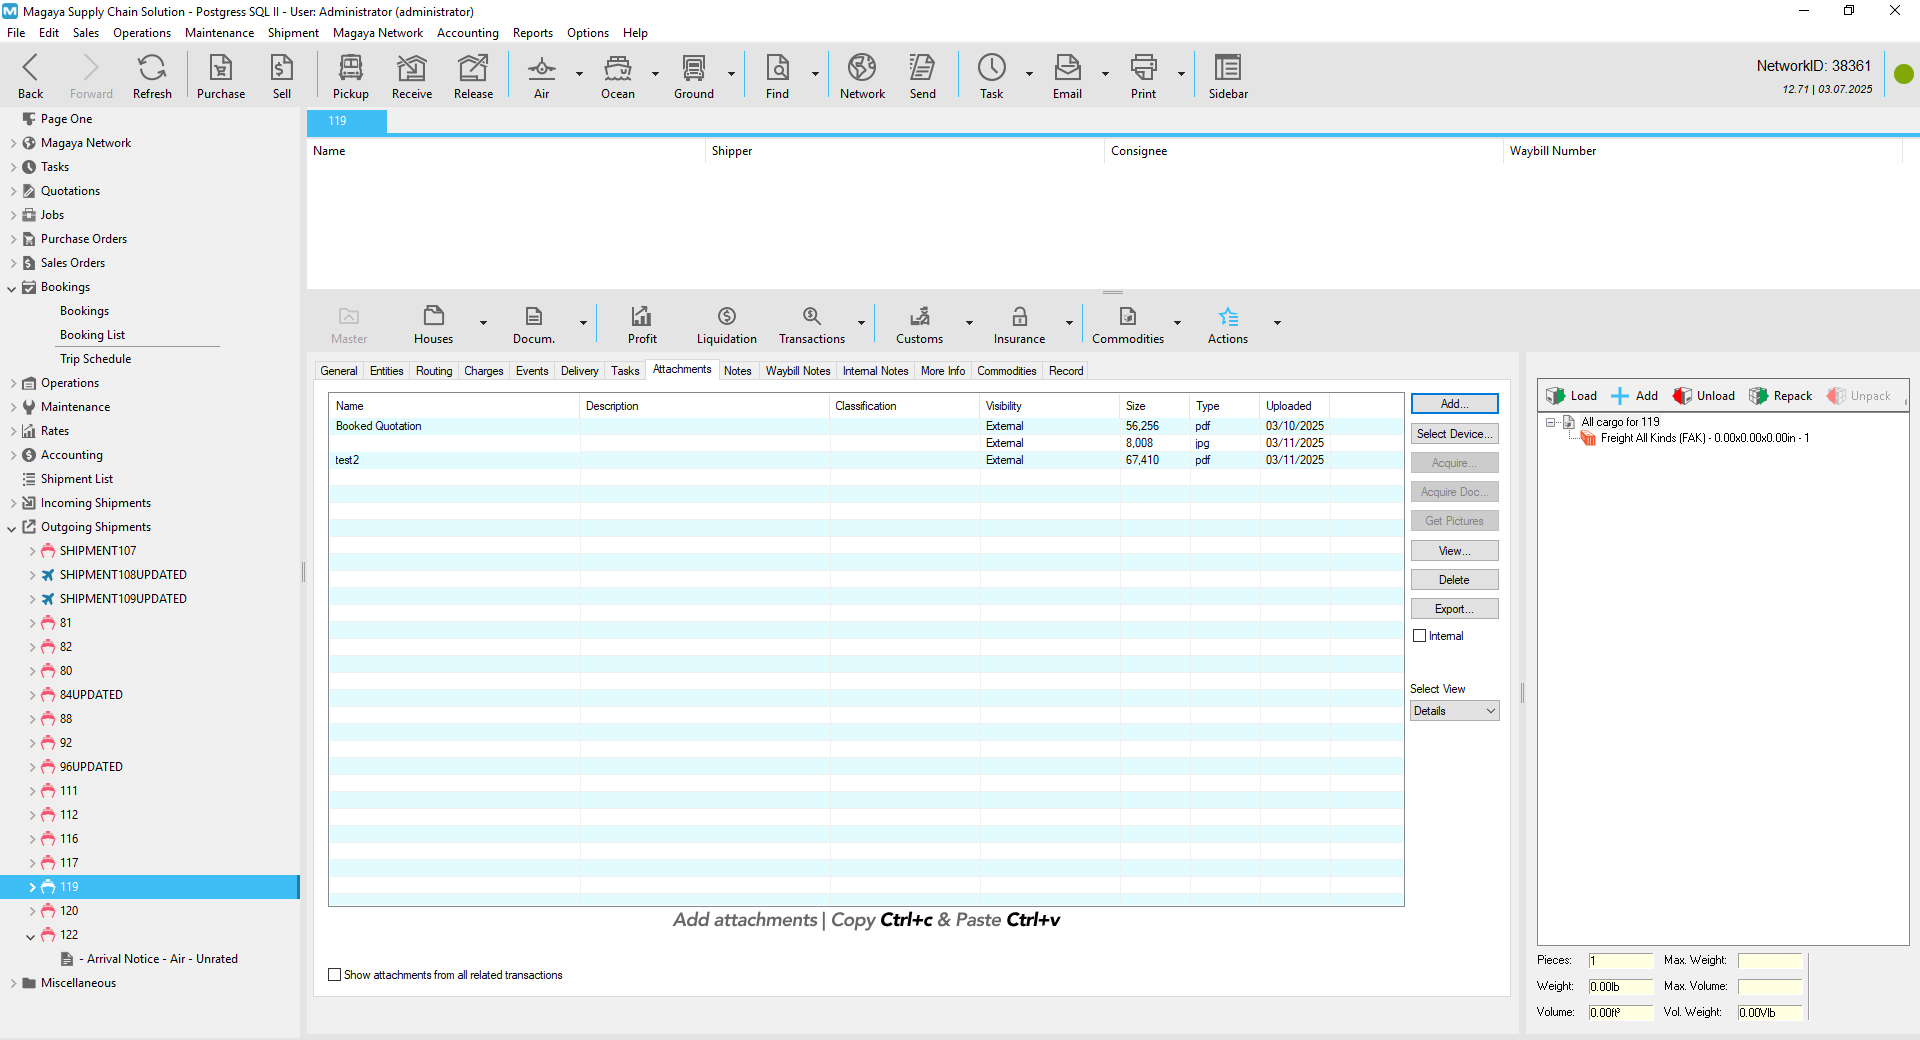 Magaya Supply Chain Solution - Postgress SQL II - User: Administrator (administrator)
File Edit Sales Operations Maintenance Shipment Magaya Network Accounting Reports Options Help
Back Forward Refresh Purchase Sell Pickup Receive Release Air Ocean Ground Find Network Send Task Email Print Sidebar
NetworkID: 38361
12.71 | 03.07.2025
Page One
Magaya Network
Tasks
Quotations
Jobs
Purchase Orders
Sales Orders
Bookings
Bookings
Booking List
Trip Schedule
Operations
Maintenance
Rates
Accounting
Shipment List
Incoming Shipments
Outgoing Shipments
SHIPMENT107
SHIPMENT108UPDATED
SHIPMENT109UPDATED
81
82
80
84UPDATED
88
92
96UPDATED
111
112
116
117
119
120
122
- Arrival Notice - Air - Unrated
Miscellaneous
119
Name Shipper Consignee Waybill Number
Master Houses Docum. Profit Liquidation Transactions Customs Insurance Commodities Actions
General Entities Routing Charges Events Delivery Tasks Attachments Notes Waybill Notes Internal Notes More Info Commodities Record
Name Description Classification Visibility Size Type Uploaded
Booked Quotation External 56,256 pdf 03/10/2025
External 8,008 jpg 03/11/2025
test2 External 67,410 pdf 03/11/2025
Add attachments | Copy Ctrl+c & Paste Ctrl+v
Show attachments from all related transactions
Add...
Select Device...
Acquire...
Acquire Doc...
Get Pictures
View...
Delete
Export...
Internal
Select View
Details
Load Add Unload Repack Unpack
All cargo for 119
Freight All Kinds (FAK) - 0.00x0.00x0.00in - 1
Pieces: 1 Max. Weight:
Weight: 0.00lb Max. Volume:
Volume: 0.00ft³ Vol. Weight: 0.00Vlb